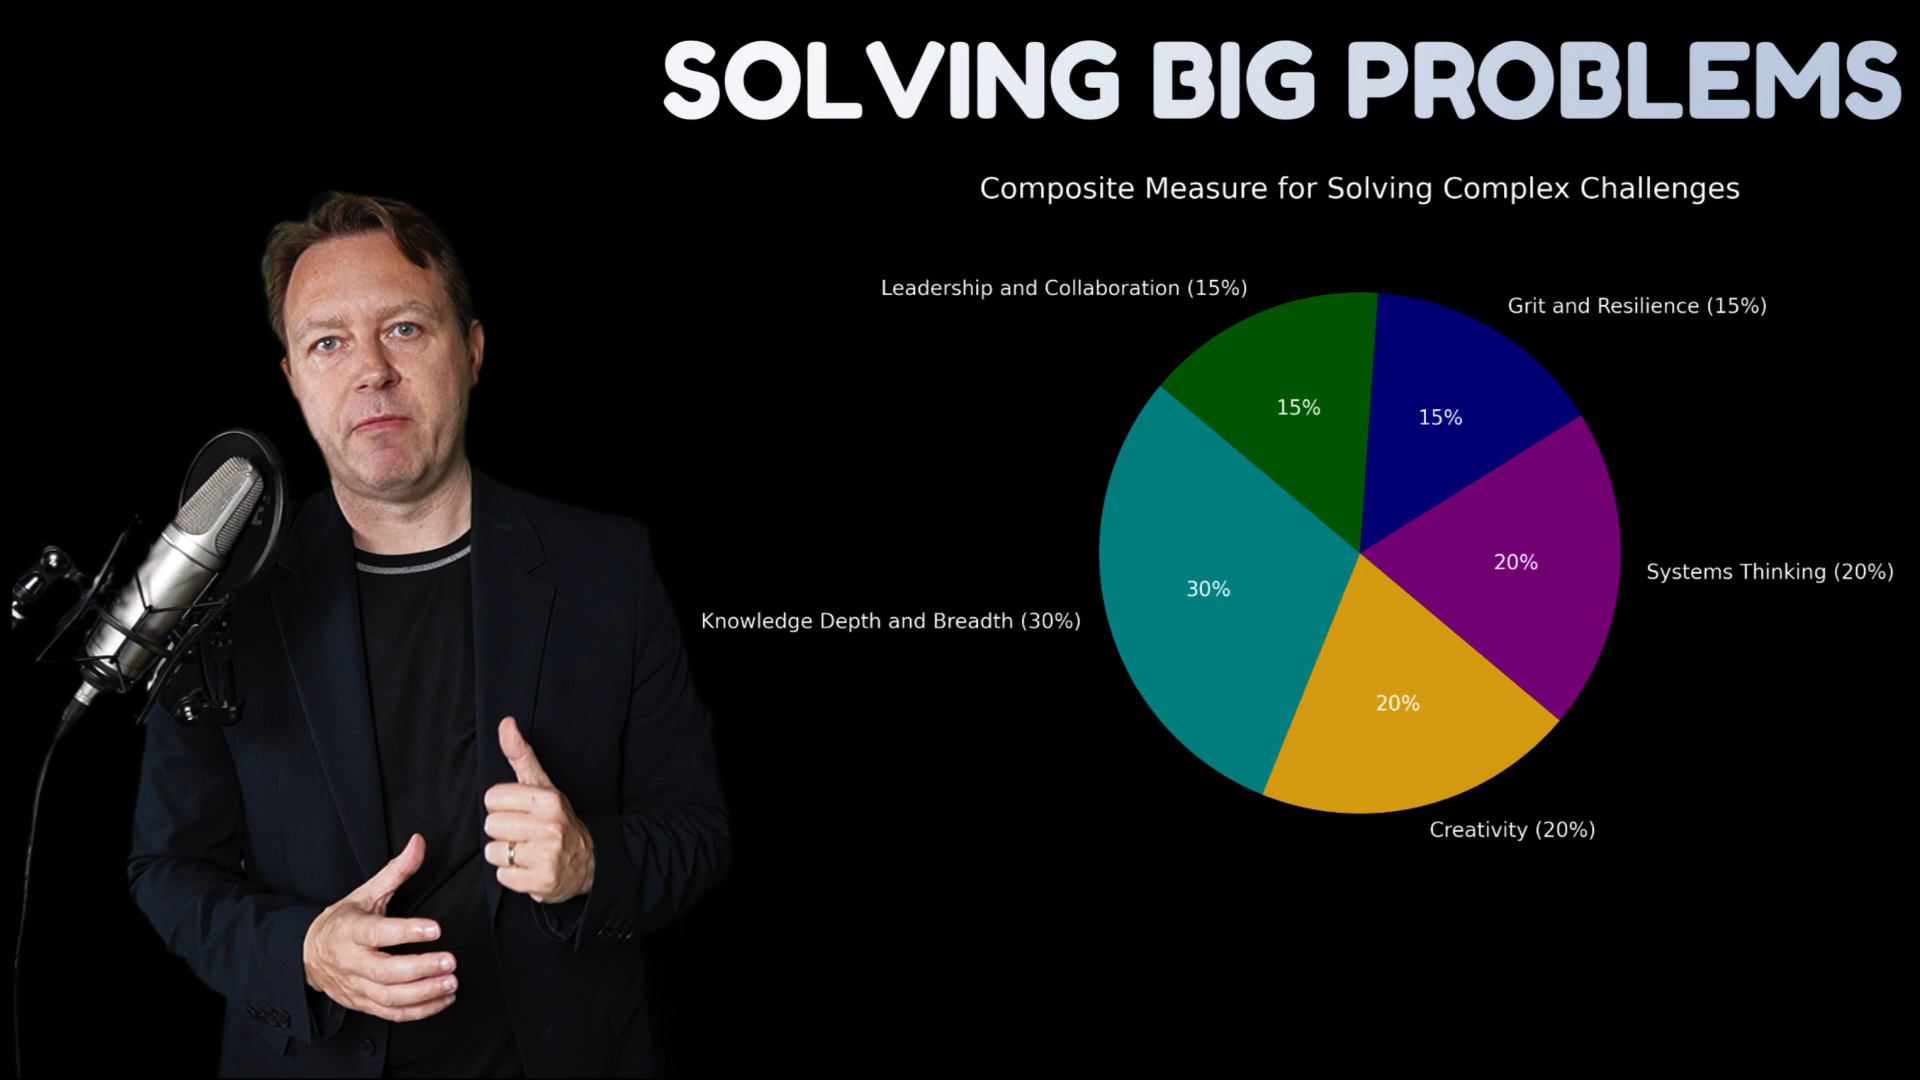 SOLVING BIG PROBLEMS
Composite Measure for Solving Complex Challenges
Leadership and Collaboration (15%)
Grit and Resilience (15%)
15%
15%
20%
Systems Thinking (20%)
30%
Knowledge Depth and Breadth (30%)
20%
Creativity (20%)